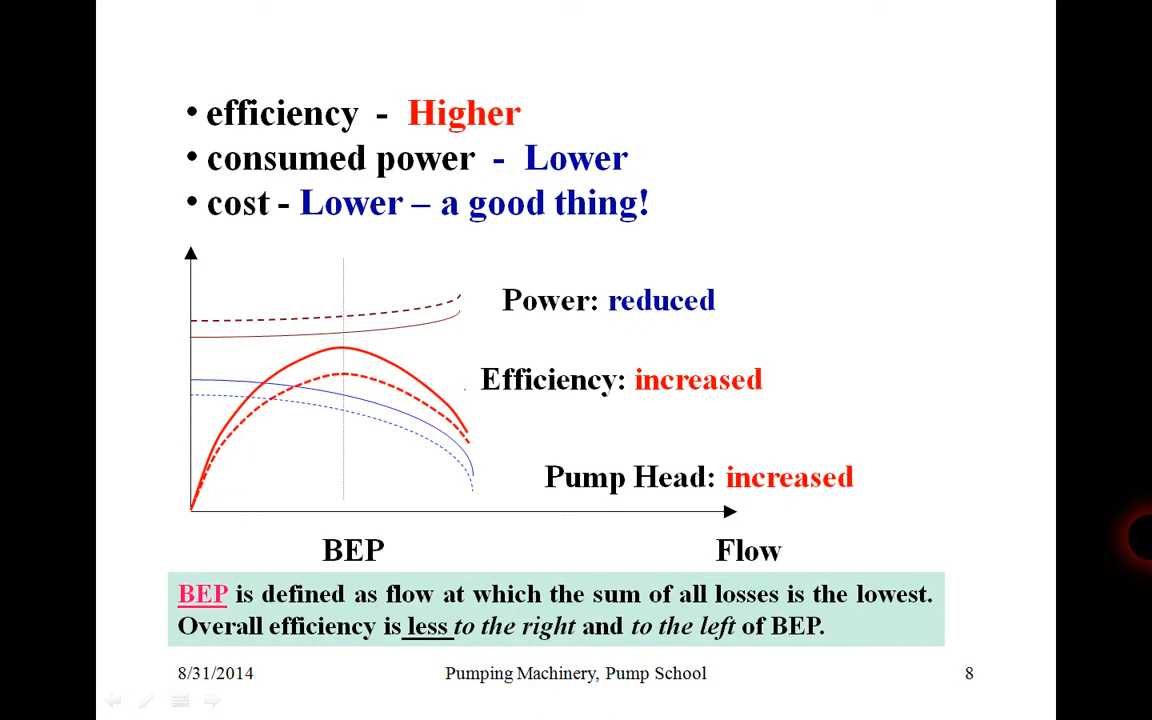 • efficiency - Higher
• consumed power - Lower
• cost - Lower – a good thing!
Power: reduced
Efficiency: increased
Pump Head: increased
BEP
Flow
BEP is defined as flow at which the sum of all losses is the lowest.
Overall efficiency is less to the right and to the left of BEP.
8/31/2014
Pumping Machinery, Pump School
8